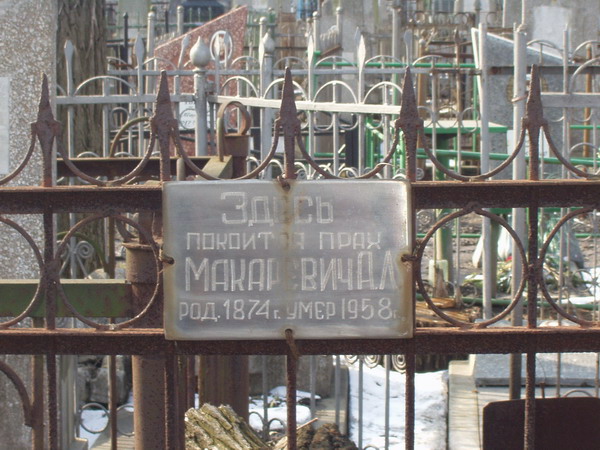 Здесь
покоится прах
Макаревич А Л
род. 1874 г. умер 1958 г.